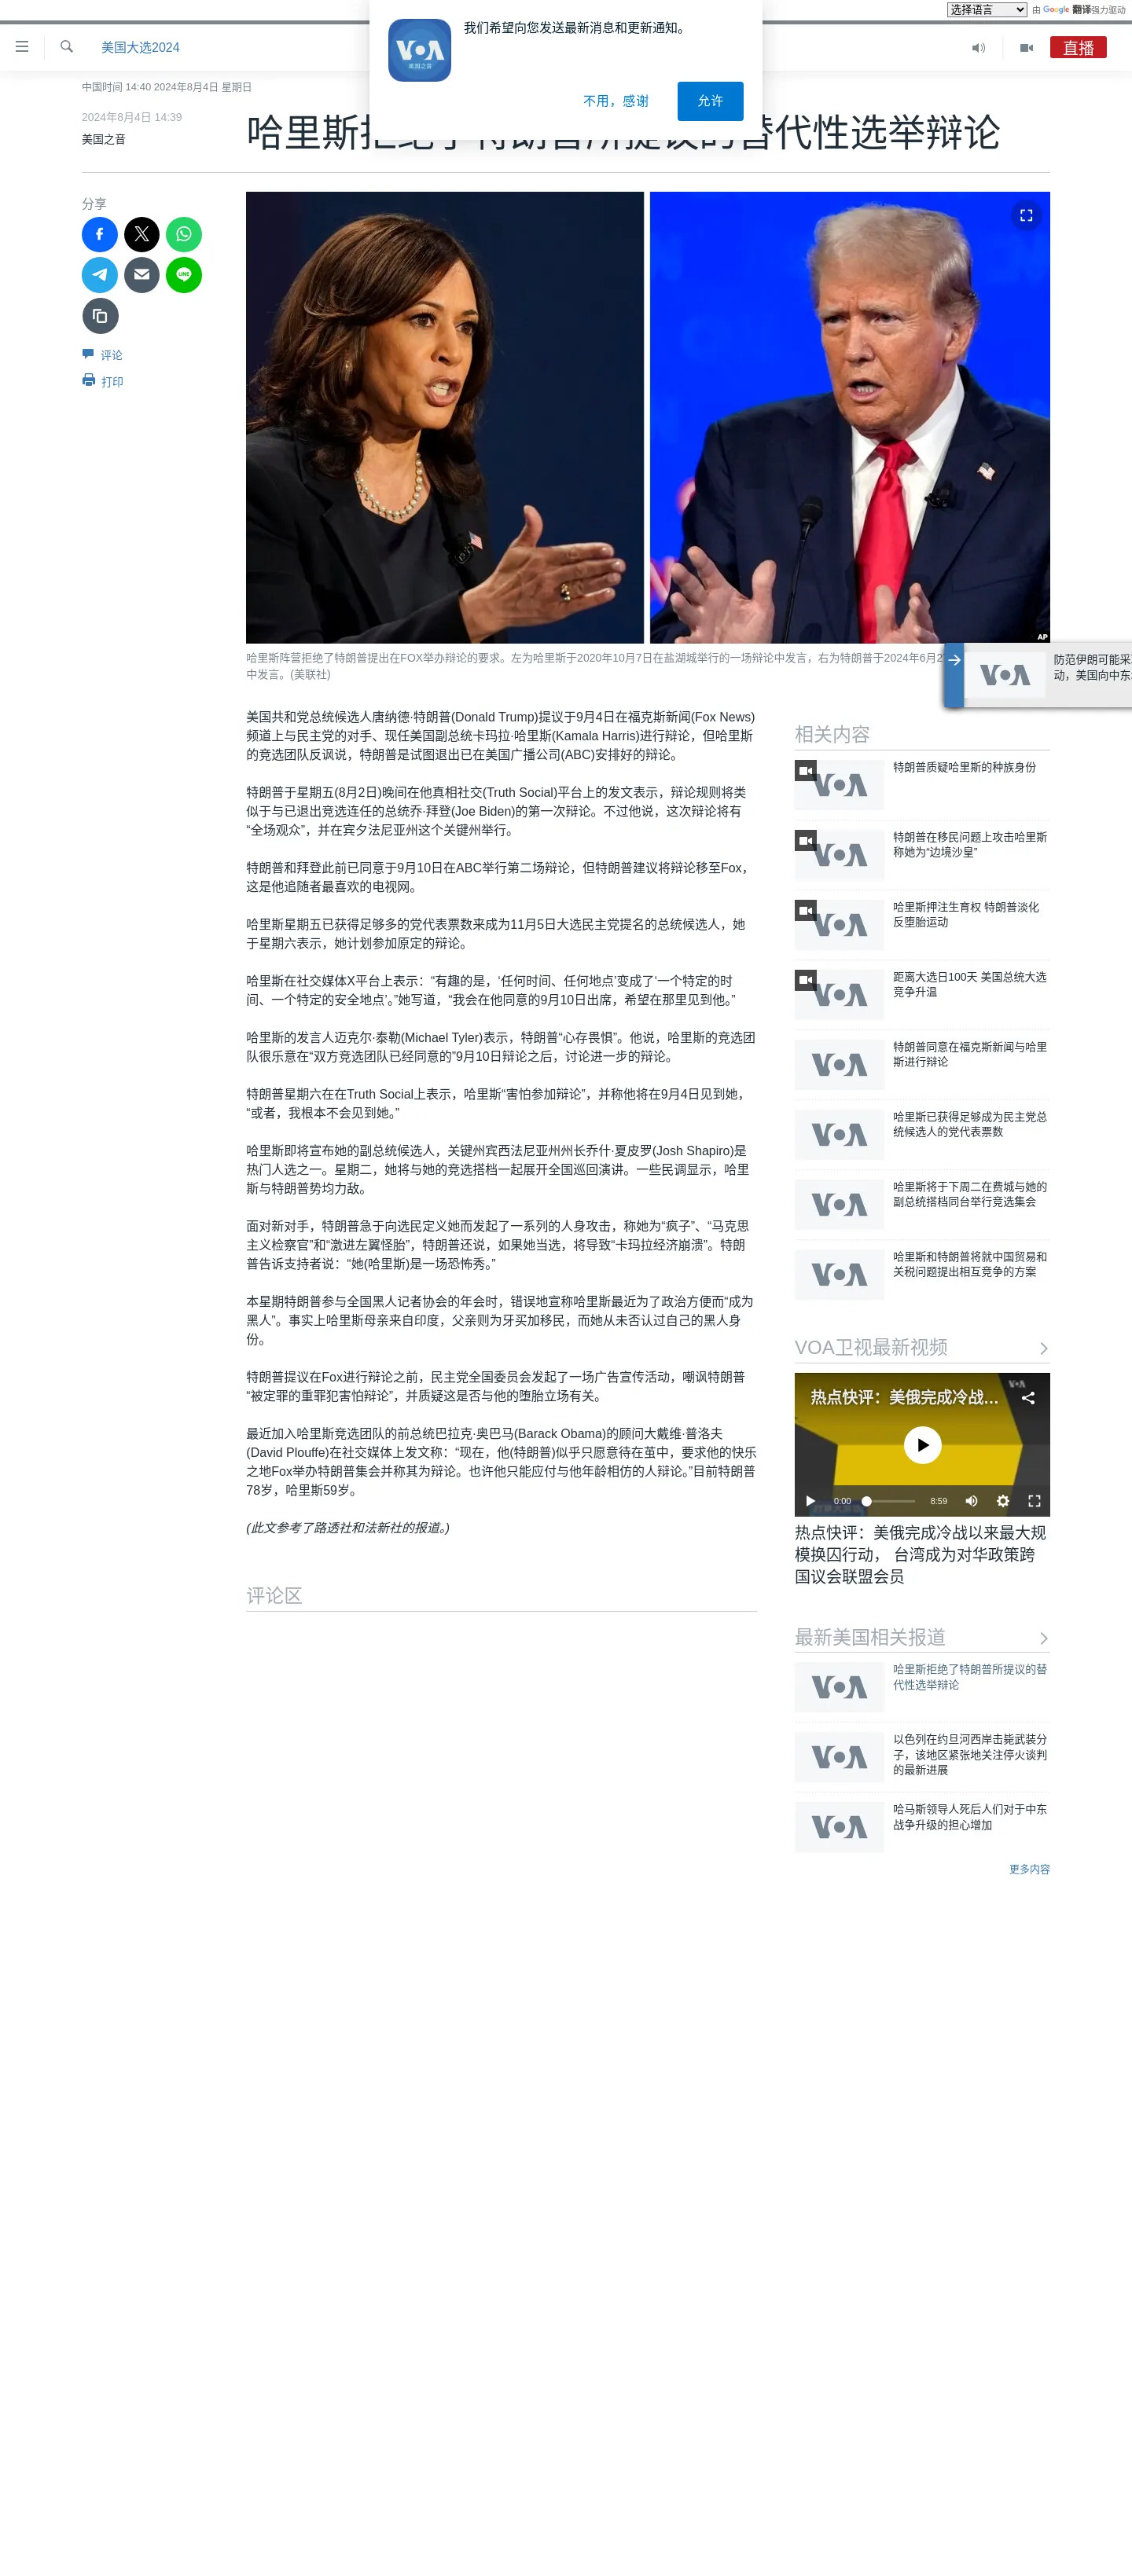 选择语言
由 Google 翻译强力驱动
美国大选2024
我们希望向您发送最新消息和更新通知。
VOA
美国之音
不用，感谢
允许
直播
中国时间 14:40 2024年8月4日 星期日
2024年8月4日 14:39
美国之音
哈里斯拒绝了特朗普所提议的替代性选举辩论
分享
LINE
评论
打印
AP
哈里斯阵营拒绝了特朗普提出在FOX举办辩论的要求。左为哈里斯于2020年10月7日在盐湖城举行的一场辩论中发言，右为特朗普于2024年6月2
中发言。(美联社)
VOA
防范伊朗可能采
动，美国向中东
美国共和党总统候选人唐纳德·特朗普(Donald Trump)提议于9月4日在福克斯新闻(Fox News)
频道上与民主党的对手、现任美国副总统卡玛拉·哈里斯(Kamala Harris)进行辩论，但哈里斯
的竞选团队反讽说，特朗普是试图退出已在美国广播公司(ABC)安排好的辩论。
特朗普于星期五(8月2日)晚间在他真相社交(Truth Social)平台上的发文表示，辩论规则将类
似于与已退出竞选连任的总统乔·拜登(Joe Biden)的第一次辩论。不过他说，这次辩论将有
“全场观众”，并在宾夕法尼亚州这个关键州举行。
特朗普和拜登此前已同意于9月10日在ABC举行第二场辩论，但特朗普建议将辩论移至Fox，
这是他追随者最喜欢的电视网。
哈里斯星期五已获得足够多的党代表票数来成为11月5日大选民主党提名的总统候选人，她
于星期六表示，她计划参加原定的辩论。
哈里斯在社交媒体X平台上表示：“有趣的是，‘任何时间、任何地点’变成了‘一个特定的时
间、一个特定的安全地点’。”她写道，“我会在他同意的9月10日出席，希望在那里见到他。”
哈里斯的发言人迈克尔·泰勒(Michael Tyler)表示，特朗普“心存畏惧”。他说，哈里斯的竞选团
队很乐意在“双方竞选团队已经同意的”9月10日辩论之后，讨论进一步的辩论。
特朗普星期六在在Truth Social上表示，哈里斯“害怕参加辩论”，并称他将在9月4日见到她，
“或者，我根本不会见到她。”
哈里斯即将宣布她的副总统候选人，关键州宾西法尼亚州州长乔什·夏皮罗(Josh Shapiro)是
热门人选之一。星期二，她将与她的竞选搭档一起展开全国巡回演讲。一些民调显示，哈里
斯与特朗普势均力敌。
面对新对手，特朗普急于向选民定义她而发起了一系列的人身攻击，称她为“疯子”、“马克思
主义检察官”和“激进左翼怪胎”，特朗普还说，如果她当选，将导致“卡玛拉经济崩溃”。特朗
普告诉支持者说：“她(哈里斯)是一场恐怖秀。”
本星期特朗普参与全国黑人记者协会的年会时，错误地宣称哈里斯最近为了政治方便而“成为
黑人”。事实上哈里斯母亲来自印度，父亲则为牙买加移民，而她从未否认过自己的黑人身
份。
特朗普提议在Fox进行辩论之前，民主党全国委员会发起了一场广告宣传活动，嘲讽特朗普
“被定罪的重罪犯害怕辩论”，并质疑这是否与他的堕胎立场有关。
最近加入哈里斯竞选团队的前总统巴拉克·奥巴马(Barack Obama)的顾问大戴维·普洛夫
(David Plouffe)在社交媒体上发文称：“现在，他(特朗普)似乎只愿意待在茧中，要求他的快乐
之地Fox举办特朗普集会并称其为辩论。也许他只能应付与他年龄相仿的人辩论。”目前特朗普
78岁，哈里斯59岁。
(此文参考了路透社和法新社的报道。)
评论区
相关内容
VOA
特朗普质疑哈里斯的种族身份
VOA
特朗普在移民问题上攻击哈里斯
称她为“边境沙皇”
VOA
哈里斯押注生育权 特朗普淡化
反堕胎运动
VOA
距离大选日100天 美国总统大选
竞争升温
VOA
特朗普同意在福克斯新闻与哈里
斯进行辩论
VOA
哈里斯已获得足够成为民主党总
统候选人的党代表票数
VOA
哈里斯将于下周二在费城与她的
副总统搭档同台举行竞选集会
VOA
哈里斯和特朗普将就中国贸易和
关税问题提出相互竞争的方案
VOA卫视最新视频
VOA
热点快评：美俄完成冷战...
0:00
8:59
热点快评：美俄完成冷战以来最大规
模换囚行动， 台湾成为对华政策跨
国议会联盟会员
最新美国相关报道
VOA
哈里斯拒绝了特朗普所提议的替
代性选举辩论
VOA
以色列在约旦河西岸击毙武装分
子，该地区紧张地关注停火谈判
的最新进展
VOA
哈马斯领导人死后人们对于中东
战争升级的担心增加
更多内容